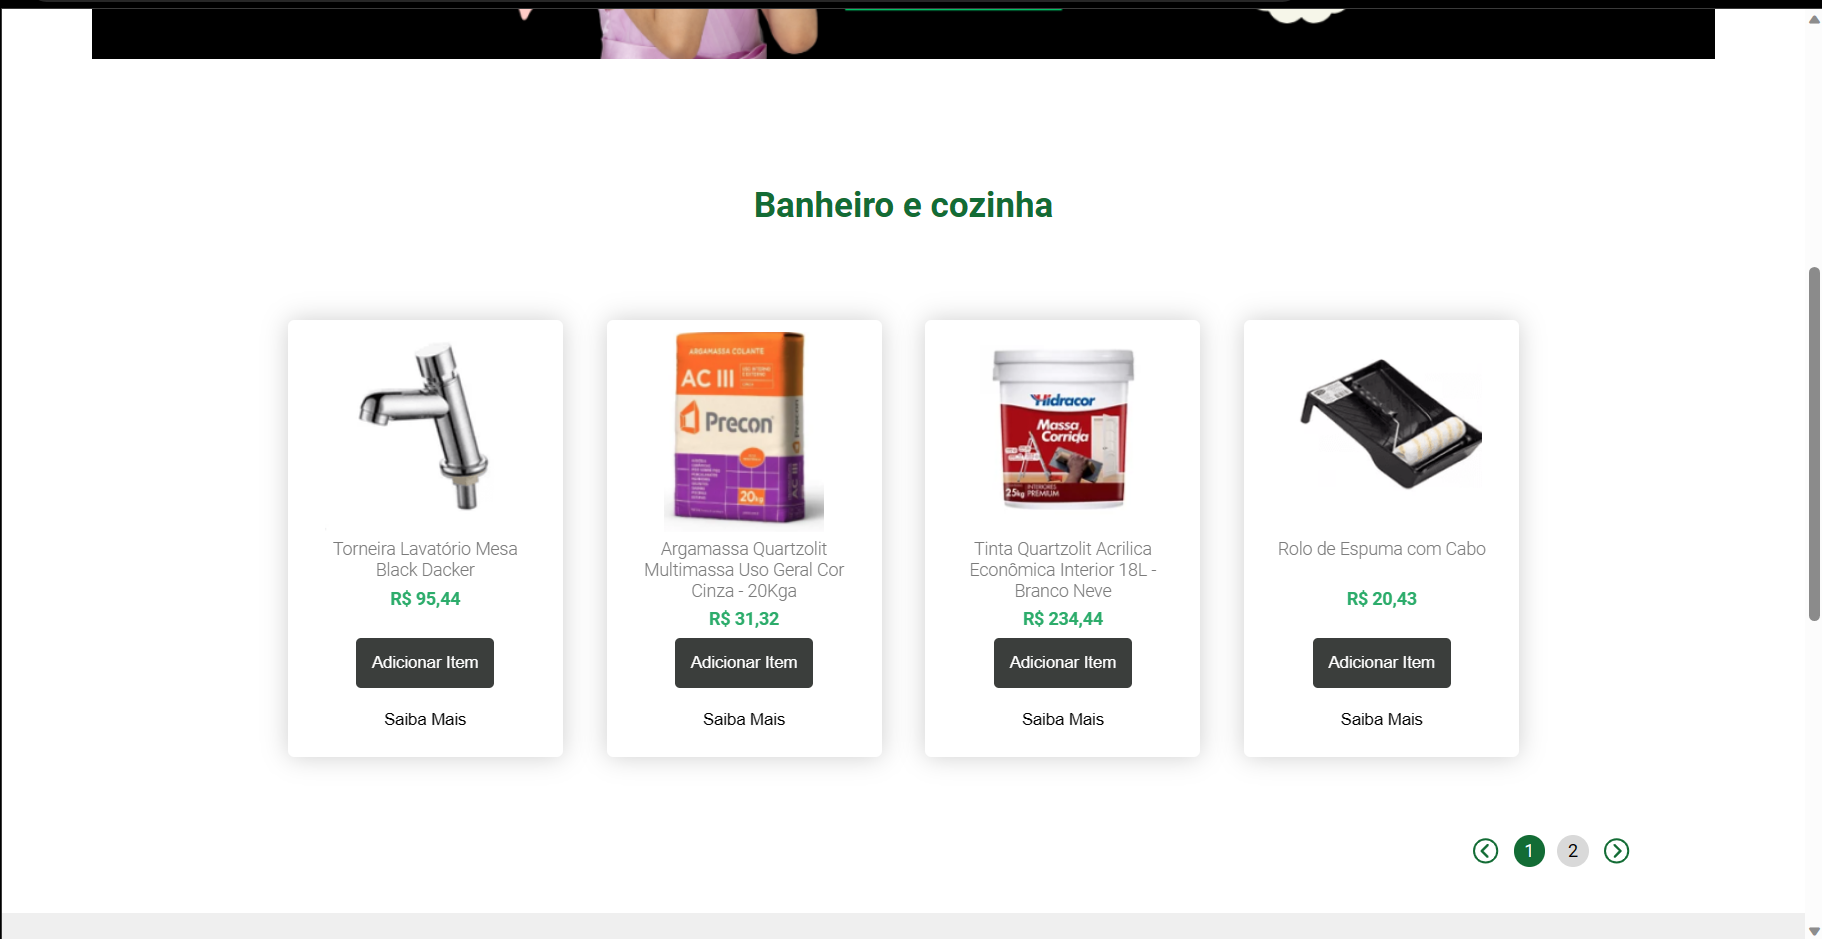 Banheiro e cozinha
ARGAMASSA COLANTE
AC III
Precon
AC III
20kg
Hidracor
Massa
Corrida
25kg
INTERIORES
PREMIUM
Torneira Lavatório Mesa
Black Dacker
R$ 95,44
Adicionar Item
Saiba Mais
Argamassa Quartzolit
Multimassa Uso Geral Cor
Cinza - 20Kga
R$ 31,32
Adicionar Item
Saiba Mais
Tinta Quartzolit Acrilica
Econômica Interior 18L -
Branco Neve
R$ 234,44
Adicionar Item
Saiba Mais
Rolo de Espuma com Cabo
R$ 20,43
Adicionar Item
Saiba Mais
1
2